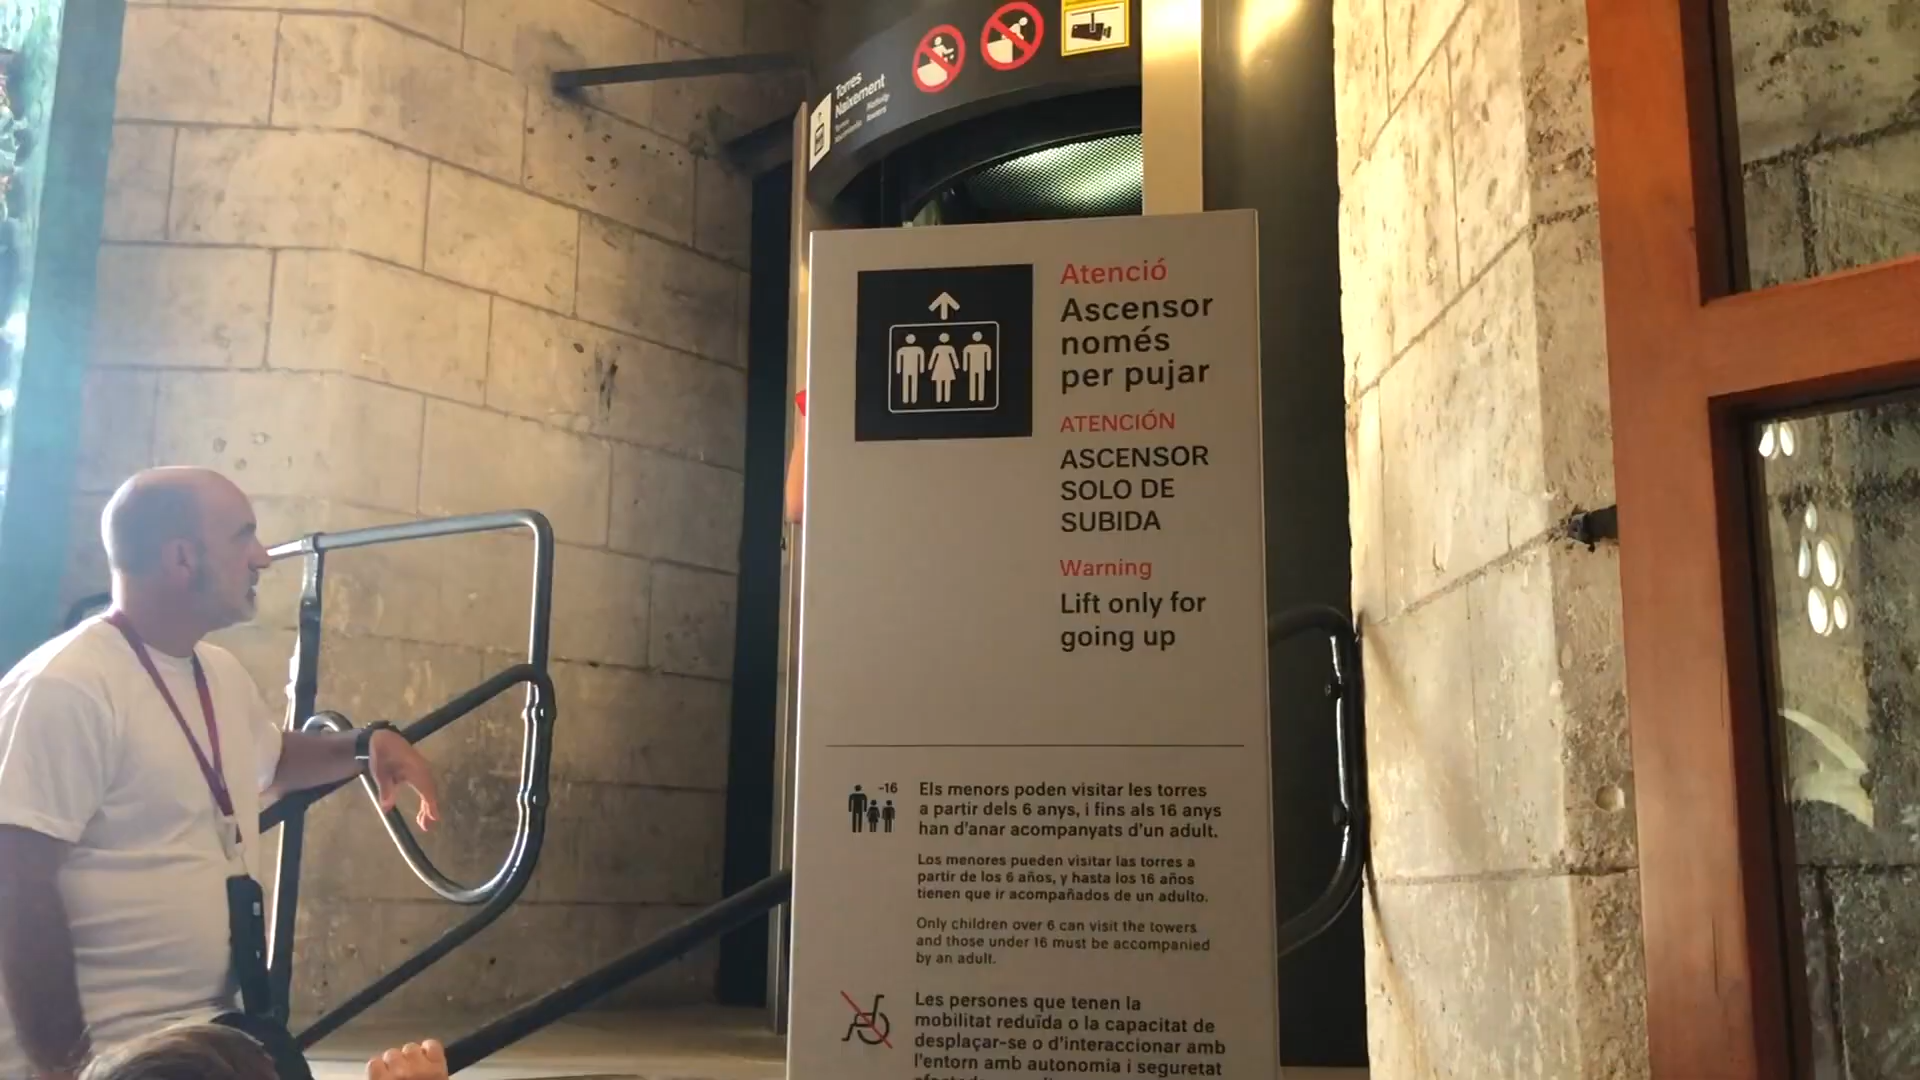 Torres
Naixement
Torres
Nacimiento
Nativity
towers
Atenció
Ascensor
només
per pujar
ATENCIÓN
ASCENSOR
SOLO DE
SUBIDA
Warning
Lift only for
going up
-16
Els menors poden visitar les torres
a partir dels 6 anys, i fins als 16 anys
han d'anar acompanyats d'un adult.
Los menores pueden visitar las torres a
partir de los 6 años, y hasta los 16 años
tienen que ir acompañados de un adulto.
Only children over 6 can visit the towers
and those under 16 must be accompanied
by an adult.
Les persones que tenen la
mobilitat reduïda o la capacitat de
desplaçar-se o d'interaccionar amb
l'entorn amb autonomia i seguretat